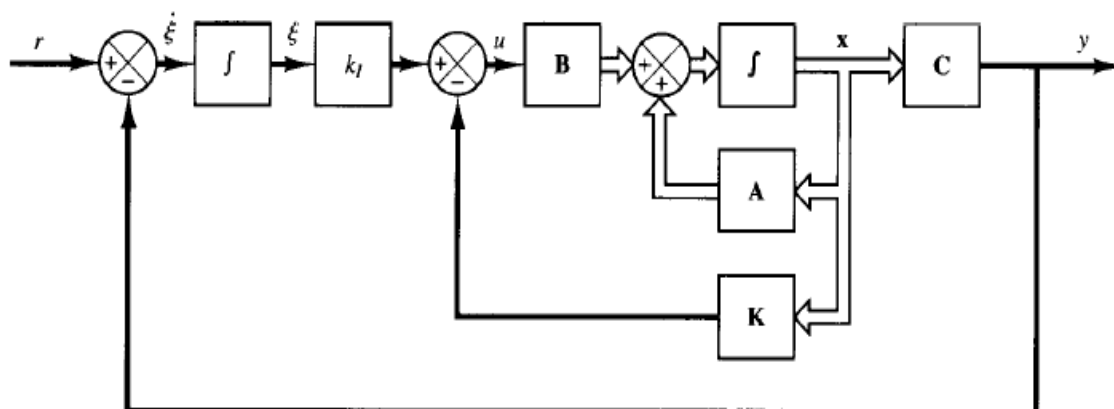 r + − ξ̇ ∫ ξ k_I + − u B + + ∫ x C y
A
K